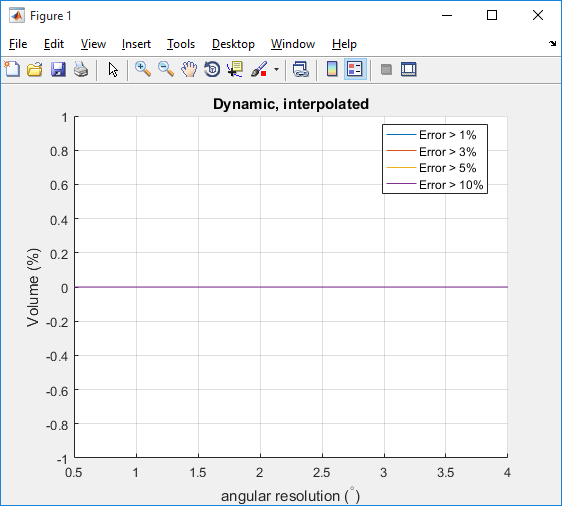 Figure 1
File Edit View Insert Tools Desktop Window Help
Dynamic, interpolated
Error > 1%
Error > 3%
Error > 5%
Error > 10%
Volume (%)
1
0.8
0.6
0.4
0.2
0
-0.2
-0.4
-0.6
-0.8
-1
0.5 1 1.5 2 2.5 3 3.5 4
angular resolution (°)